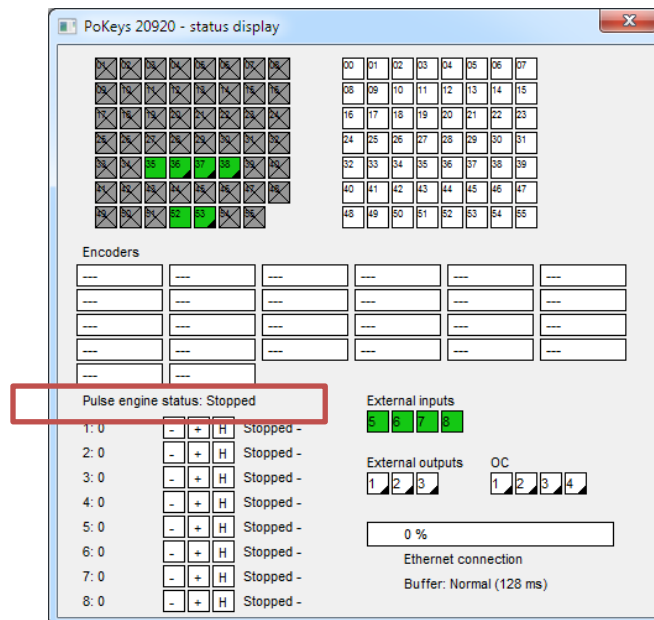 PoKeys 20920 - status display
01 02 03 04 05 06 07 08
09 10 11 12 13 14 15 16
17 18 19 20 21 22 23 24
25 26 27 28 29 30 31 32
33 34 35 36 37 38 39 40
41 42 43 44 45 46 47 48
49 50 51 52 53 54 55
00 01 02 03 04 05 06 07
08 09 10 11 12 13 14 15
16 17 18 19 20 21 22 23
24 25 26 27 28 29 30 31
32 33 34 35 36 37 38 39
40 41 42 43 44 45 46 47
48 49 50 51 52 53 54 55
Encoders
--- --- --- --- --- ---
--- --- --- --- --- ---
--- --- --- --- --- ---
--- --- --- --- --- ---
--- ---
Pulse engine status: Stopped
1: 0 - + H Stopped -
2: 0 - + H Stopped -
3: 0 - + H Stopped -
4: 0 - + H Stopped -
5: 0 - + H Stopped -
6: 0 - + H Stopped -
7: 0 - + H Stopped -
8: 0 - + H Stopped -
External inputs
5 6 7 8
External outputs
1 2 3
OC
1 2 3 4
0 %
Ethernet connection
Buffer: Normal (128 ms)